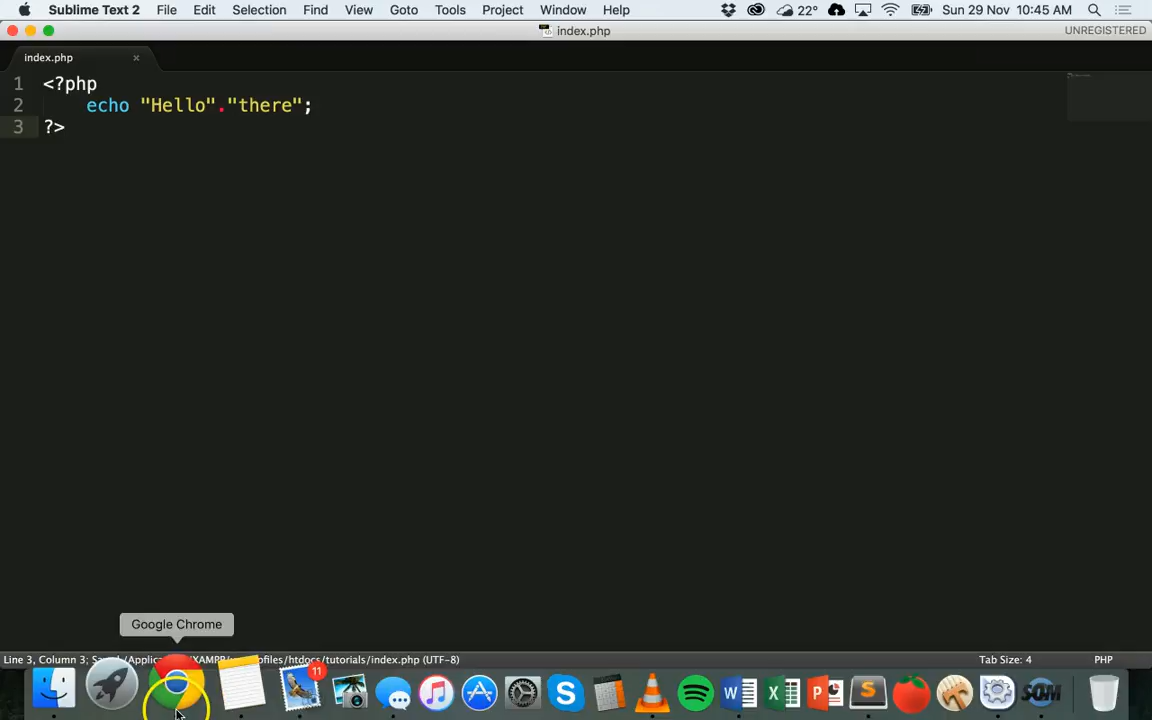 Sublime Text 2 File Edit Selection Find View Goto Tools Project Window Help 22° Sun 29 Nov 10:45 AM
index.php UNREGISTERED
index.php
1 <?php
2 echo "Hello"."there";
3 ?>
Google Chrome
Line 3, Column 3; /XAMPP/ files/htdocs/tutorials/index.php (UTF-8) Tab Size: 4 PHP
11
SQM